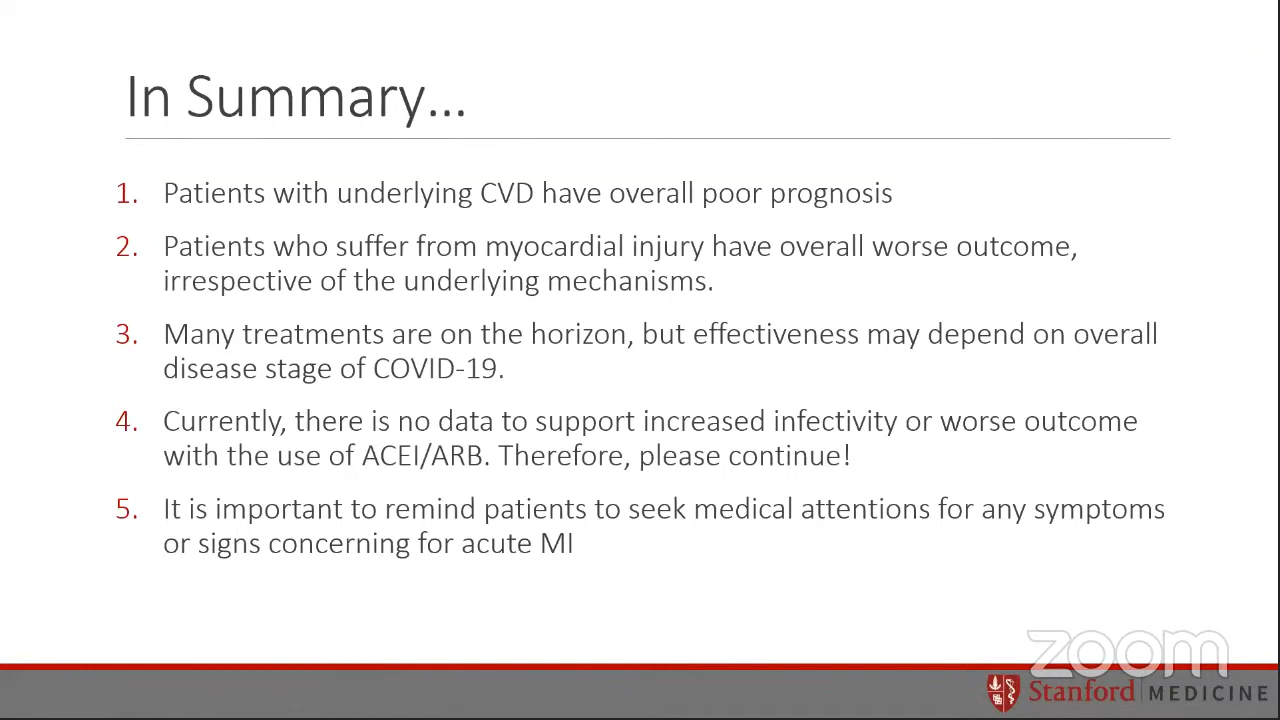 In Summary...
1. Patients with underlying CVD have overall poor prognosis
2. Patients who suffer from myocardial injury have overall worse outcome,
irrespective of the underlying mechanisms.
3. Many treatments are on the horizon, but effectiveness may depend on overall
disease stage of COVID-19.
4. Currently, there is no data to support increased infectivity or worse outcome
with the use of ACEI/ARB. Therefore, please continue!
5. It is important to remind patients to seek medical attentions for any symptoms
or signs concerning for acute MI
zoom
Stanford MEDICINE